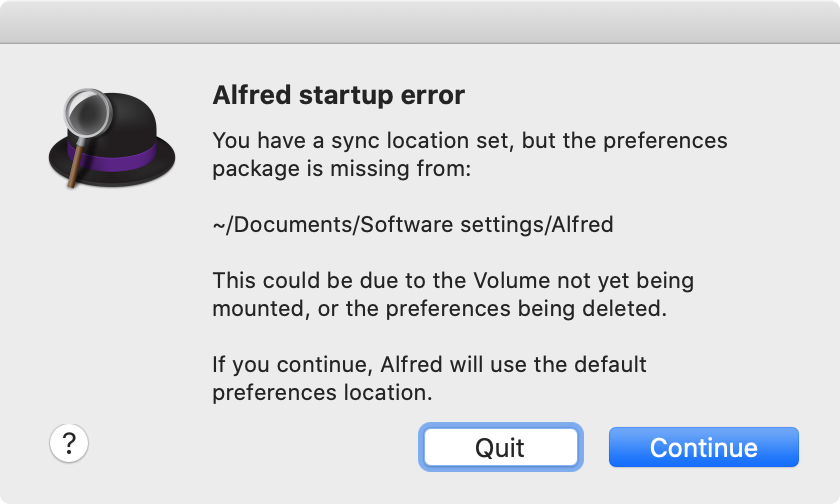 Alfred startup error
You have a sync location set, but the preferences
package is missing from:
~/Documents/Software settings/Alfred
This could be due to the Volume not yet being
mounted, or the preferences being deleted.
If you continue, Alfred will use the default
preferences location.
?
Quit
Continue